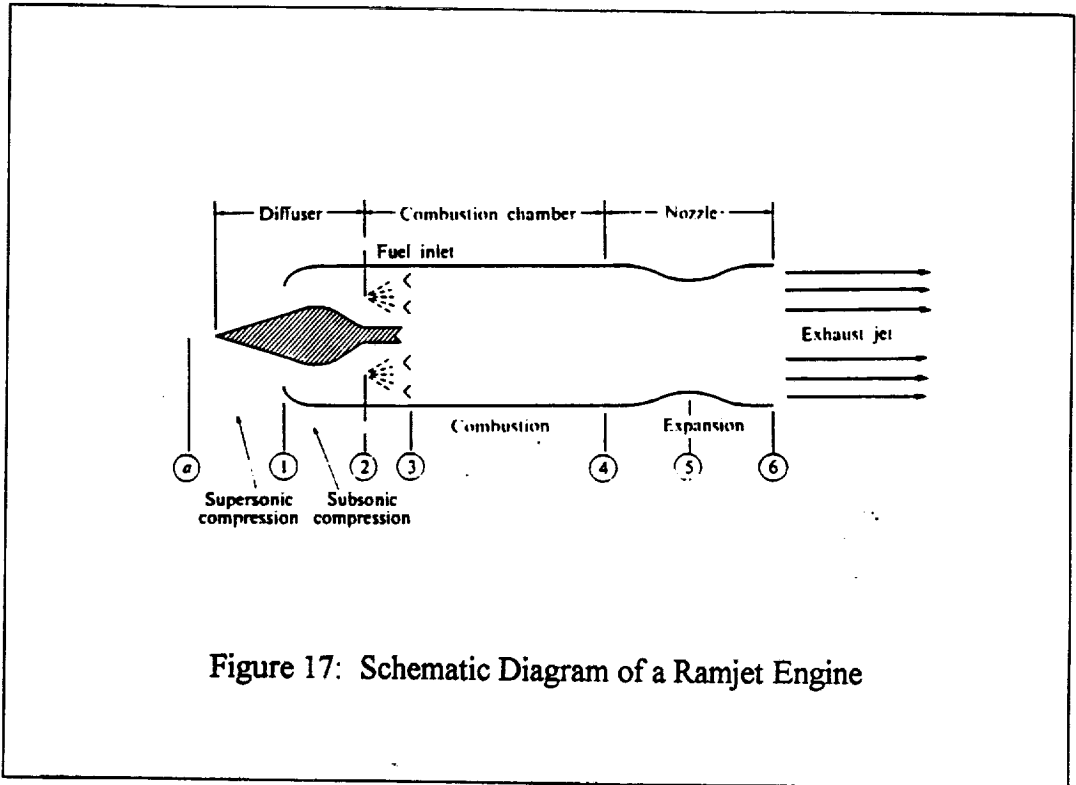 Diffuser
Combustion chamber
Nozzle
Fuel inlet
Exhaust jet
Combustion
Expansion
a
1
2
3
4
5
6
Supersonic
compression
Subsonic
compression
Figure 17: Schematic Diagram of a Ramjet Engine